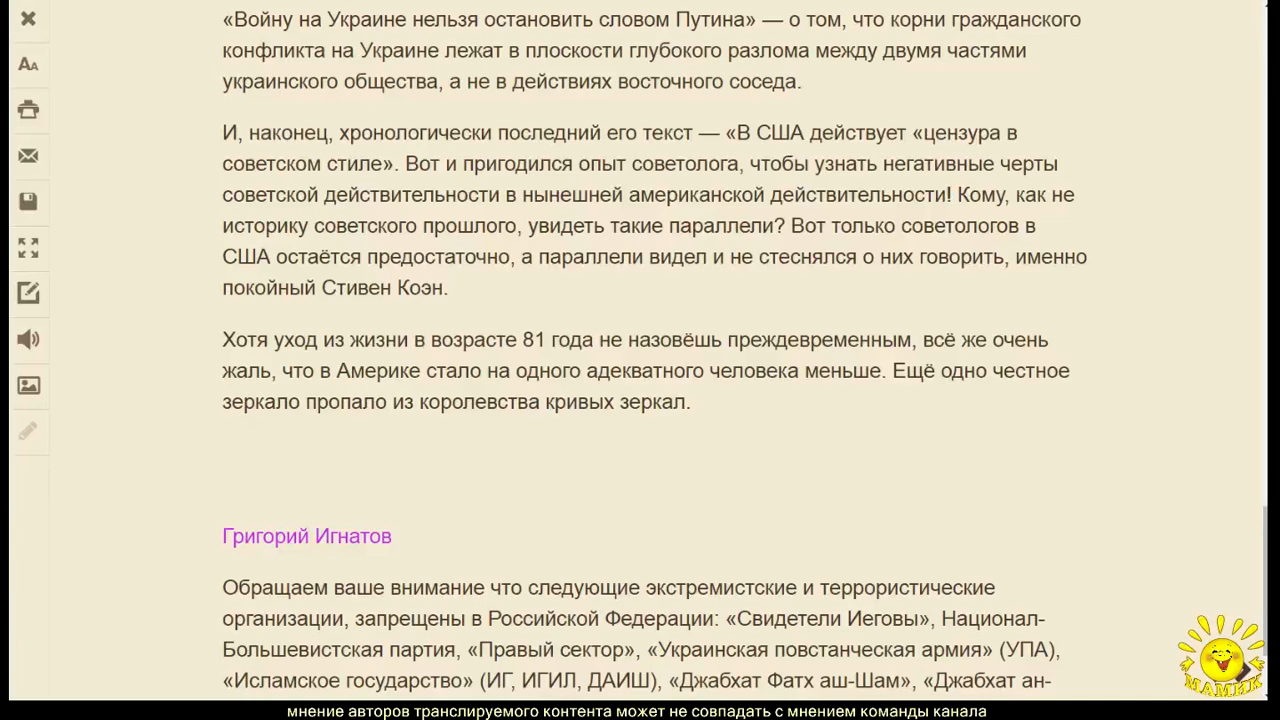 «Войну на Украине нельзя остановить словом Путина» — о том, что корни гражданского
конфликта на Украине лежат в плоскости глубокого разлома между двумя частями
украинского общества, а не в действиях восточного соседа.
И, наконец, хронологически последний его текст — «В США действует «цензура в
советском стиле». Вот и пригодился опыт советолога, чтобы узнать негативные черты
советской действительности в нынешней американской действительности! Кому, как не
историку советского прошлого, увидеть такие параллели? Вот только советологов в
США остаётся предостаточно, а параллели видел и не стеснялся о них говорить, именно
покойный Стивен Коэн.
Хотя уход из жизни в возрасте 81 года не назовёшь преждевременным, всё же очень
жаль, что в Америке стало на одного адекватного человека меньше. Ещё одно честное
зеркало пропало из королевства кривых зеркал.
Григорий Игнатов
Обращаем ваше внимание что следующие экстремистские и террористические
организации, запрещены в Российской Федерации: «Свидетели Иеговы», Национал-
Большевистская партия, «Правый сектор», «Украинская повстанческая армия» (УПА),
«Исламское государство» (ИГ, ИГИЛ, ДАИШ), «Джабхат Фатх аш-Шам», «Джабхат ан-
МАМИК
мнение авторов транслируемого контента может не совпадать с мнением команды канала